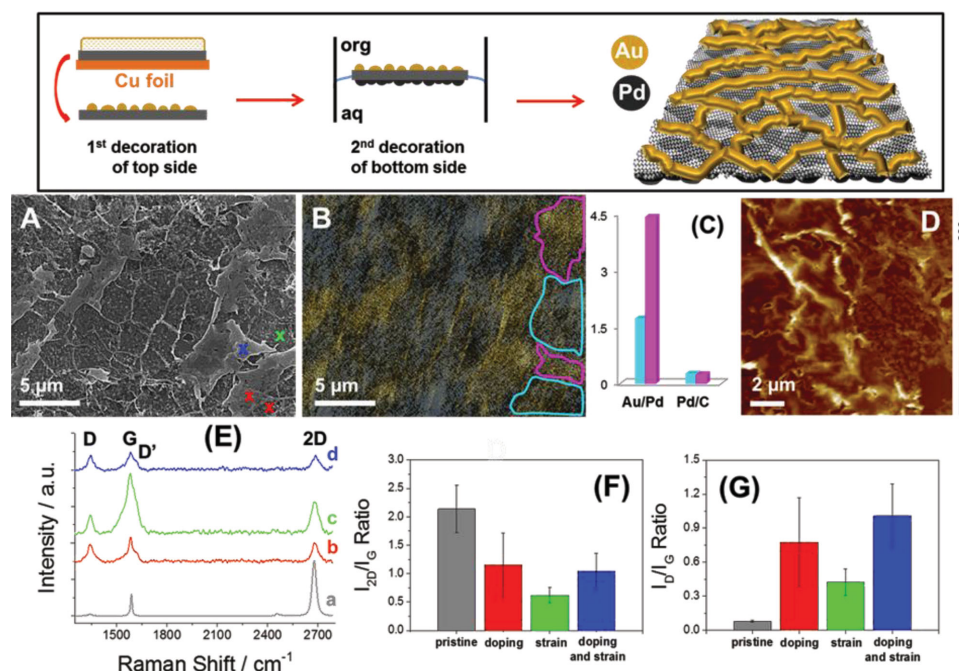 org
Au
Cu foil
Pd
aq
1st decoration
of top side
2nd decoration
of bottom side
A
x
x
x x
5 µm
B
5 µm
(C)
4.5
3
1.5
0
Au/Pd
Pd/C
D
2 µm
(E)
D
G
D’
2D
d
c
b
a
Intensity / a.u.
1500
1800
2100
2400
2700
Raman Shift / cm-1
(F)
I2D/IG Ratio
3.0
2.5
2.0
1.5
1.0
0.5
0.0
pristine
doping
strain
doping
and strain
(G)
ID/IG Ratio
1.5
1.2
0.9
0.6
0.3
0.0
pristine
doping
strain
doping
and strain